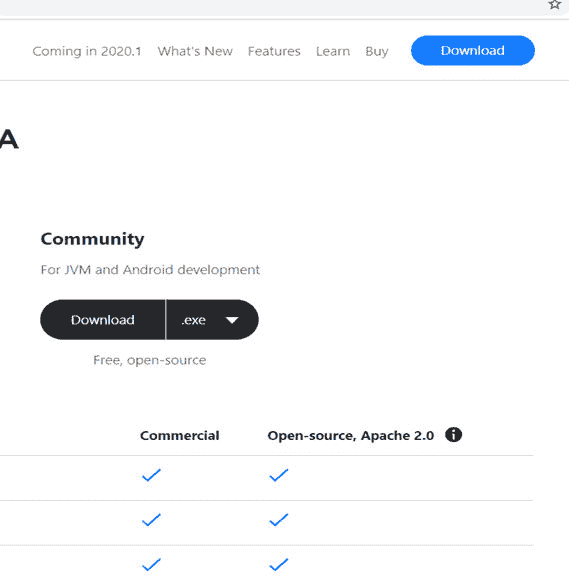 Coming in 2020.1 What's New Features Learn Buy Download
A
Community
For JVM and Android development
Download .exe
Free, open-source
Commercial Open-source, Apache 2.0